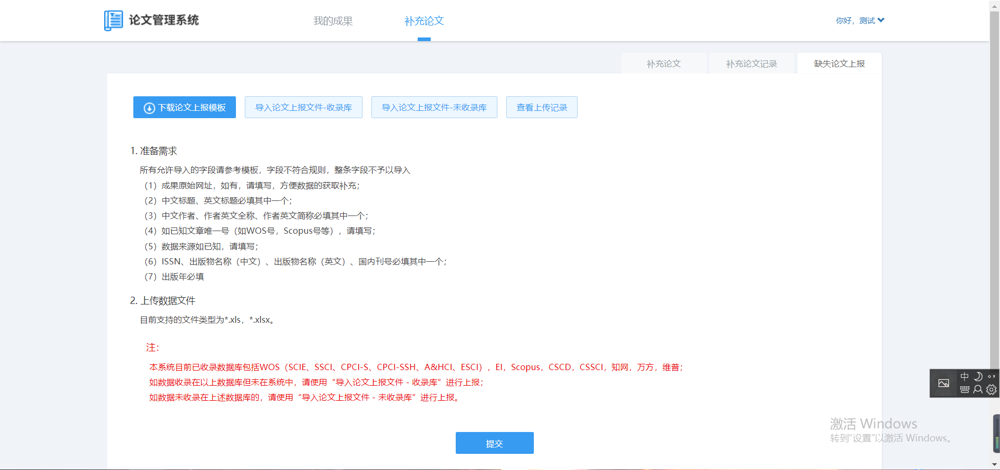 论文管理系统
我的成果
补充论文
你好，测试
补充论文
补充论文记录
缺失论文上报
下载论文上报模板
导入论文上报文件-收录库
导入论文上报文件-未收录库
查看上传记录
1. 准备需求
所有允许导入的字段请参考模板，字段不符合规则，整条字段不予以导入
（1）成果原始网址，如有，请填写，方便数据的获取补充；
（2）中文标题、英文标题必填其中一个；
（3）中文作者、作者英文全称、作者英文简称必填其中一个；
（4）如已知文章唯一号（如WOS号，Scopus号等），请填写；
（5）数据来源如已知，请填写；
（6）ISSN、出版物名称（中文）、出版物名称（英文）、国内刊号必填其中一个；
（7）出版年必填
2. 上传数据文件
目前支持的文件类型为*.xls，*.xlsx。
注：
本系统目前已收录数据库包括WOS（SCIE、SSCI、CPCI-S、CPCI-SSH、A&HCI、ESCI），EI，Scopus，CSCD，CSSCI，知网，万方，维普；
如数据收录在以上数据库但未在系统中，请使用“导入论文上报文件 - 收录库”进行上报；
如数据未收录在上述数据库的，请使用“导入论文上报文件 - 未收录库”进行上报。
提交
中
激活 Windows
转到“设置”以激活 Windows。